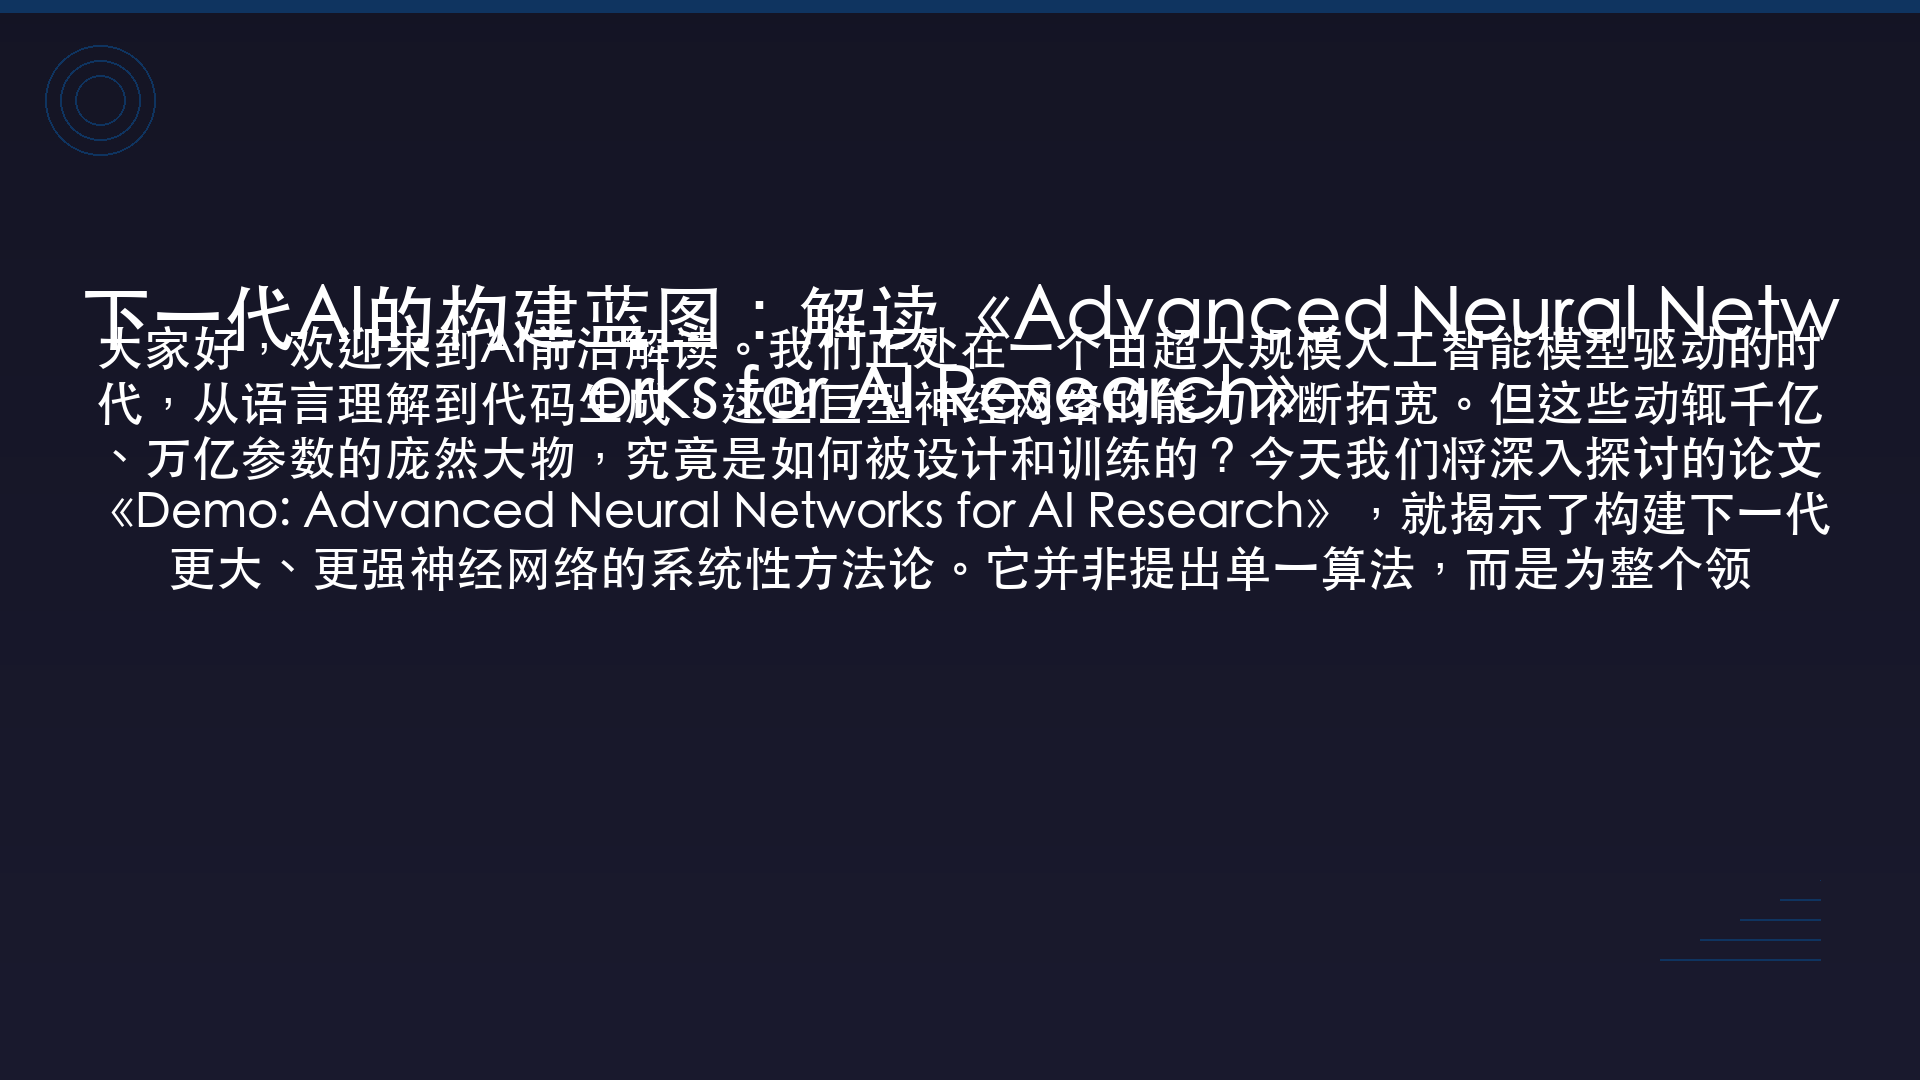 下一代AI的构建蓝图：解读《Advanced Neural Netw
orks for AI Research》
大家好，欢迎来到AI前沿解读。我们正处在一个由超大规模人工智能模型驱动的时
代，从语言理解到代码生成，这些巨型神经网络的能力不断拓宽。但这些动辄千亿
、万亿参数的庞然大物，究竟是如何被设计和训练的？今天我们将深入探讨的论文
《Demo: Advanced Neural Networks for AI Research》，就揭示了构建下一代
更大、更强神经网络的系统性方法论。它并非提出单一算法，而是为整个领